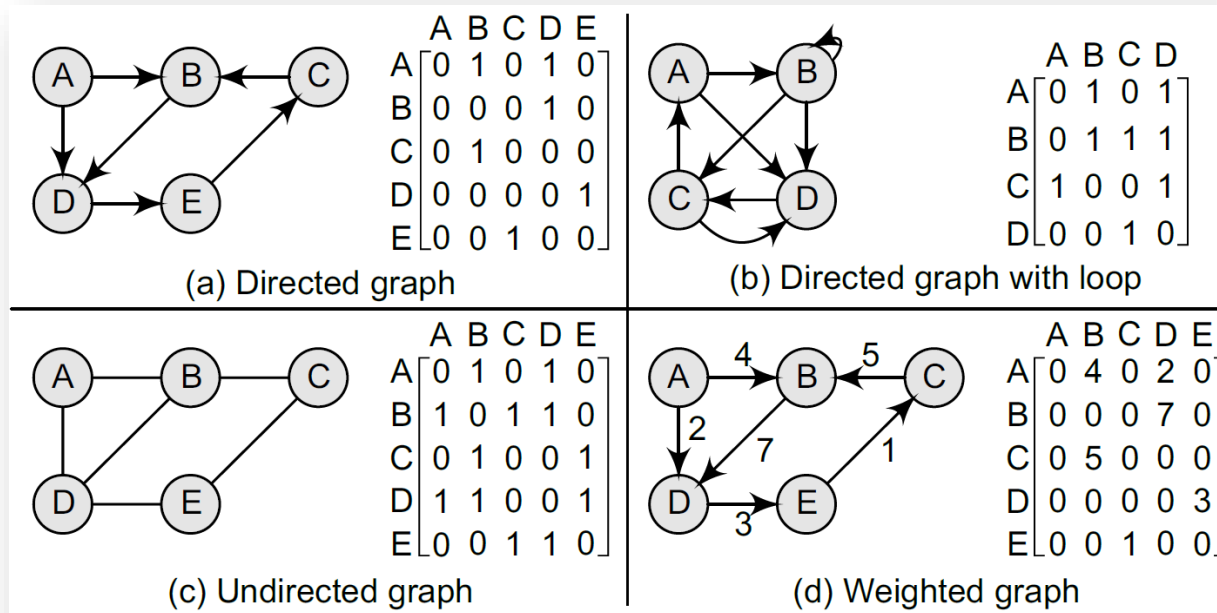 A B C D E
A 0 1 0 1 0
B 0 0 0 1 0
C 0 1 0 0 0
D 0 0 0 0 1
E 0 0 1 0 0
A B C
D E
(a) Directed graph
A B C D
A 0 1 0 1
B 0 1 1 1
C 1 0 0 1
D 0 0 1 0
A B
C D
(b) Directed graph with loop
A B C D E
A 0 1 0 1 0
B 1 0 1 1 0
C 0 1 0 0 1
D 1 1 0 0 1
E 0 0 1 1 0
A B C
D E
(c) Undirected graph
A B C D E
A 0 4 0 2 0
B 0 0 0 7 0
C 0 5 0 0 0
D 0 0 0 0 3
E 0 0 1 0 0
4 5
A B C
2 7 1
D E
3
(d) Weighted graph